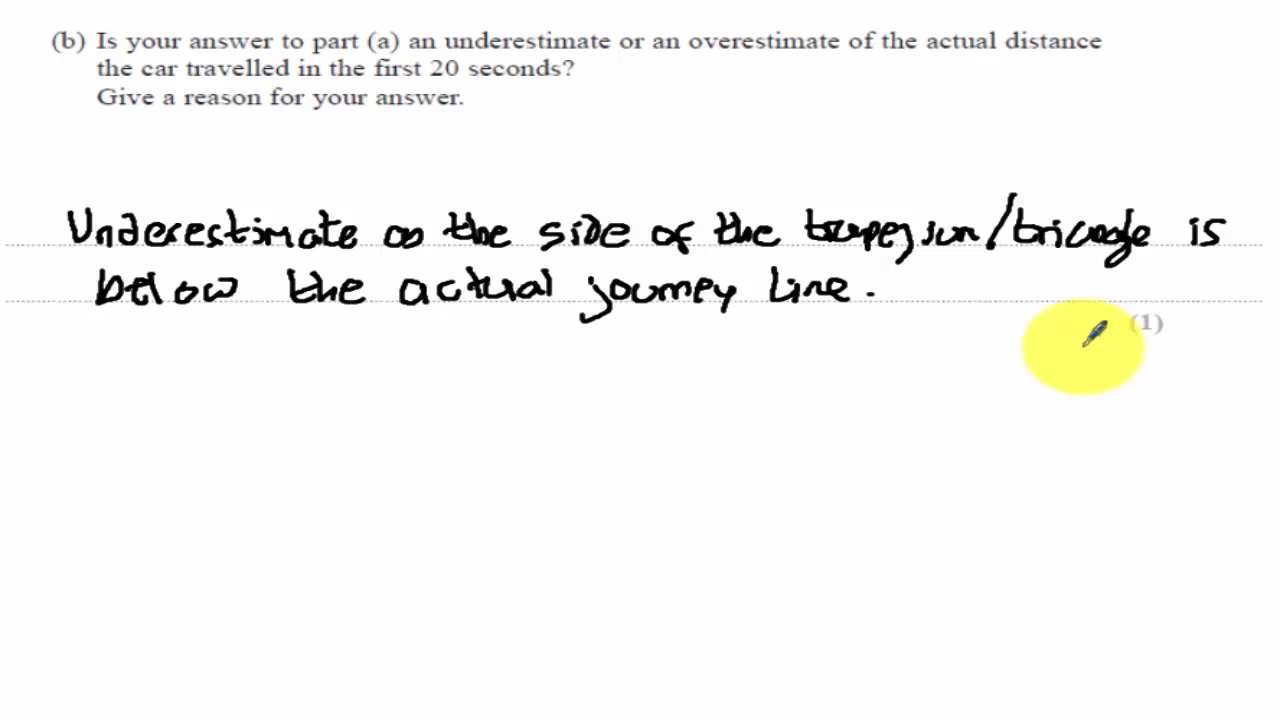 (b) Is your answer to part (a) an underestimate or an overestimate of the actual distance
the car travelled in the first 20 seconds?
Give a reason for your answer.
Underestimate as the side of the trapezium/triangle is
below the actual journey line.
(1)